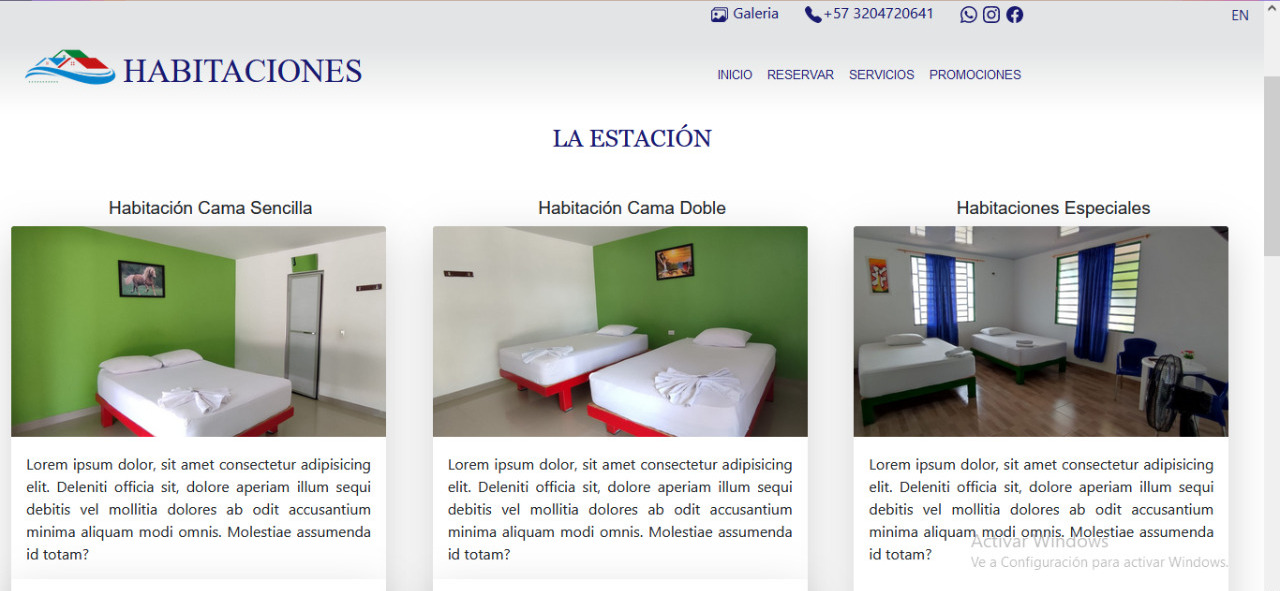 Galeria +57 3204720641 EN
HABITACIONES
INICIO RESERVAR SERVICIOS PROMOCIONES
LA ESTACIÓN
Habitación Cama Sencilla
Lorem ipsum dolor, sit amet consectetur adipisicing
elit. Deleniti officia sit, dolore aperiam illum sequi
debitis vel mollitia dolores ab odit accusantium
minima aliquam modi omnis. Molestiae assumenda
id totam?
Habitación Cama Doble
Lorem ipsum dolor, sit amet consectetur adipisicing
elit. Deleniti officia sit, dolore aperiam illum sequi
debitis vel mollitia dolores ab odit accusantium
minima aliquam modi omnis. Molestiae assumenda
id totam?
Habitaciones Especiales
Lorem ipsum dolor, sit amet consectetur adipisicing
elit. Deleniti officia sit, dolore aperiam illum sequi
debitis vel mollitia dolores ab odit accusantium
minima aliquam modi omnis. Molestiae assumenda
id totam?
Activar Windows
Ve a Configuración para activar Windows.